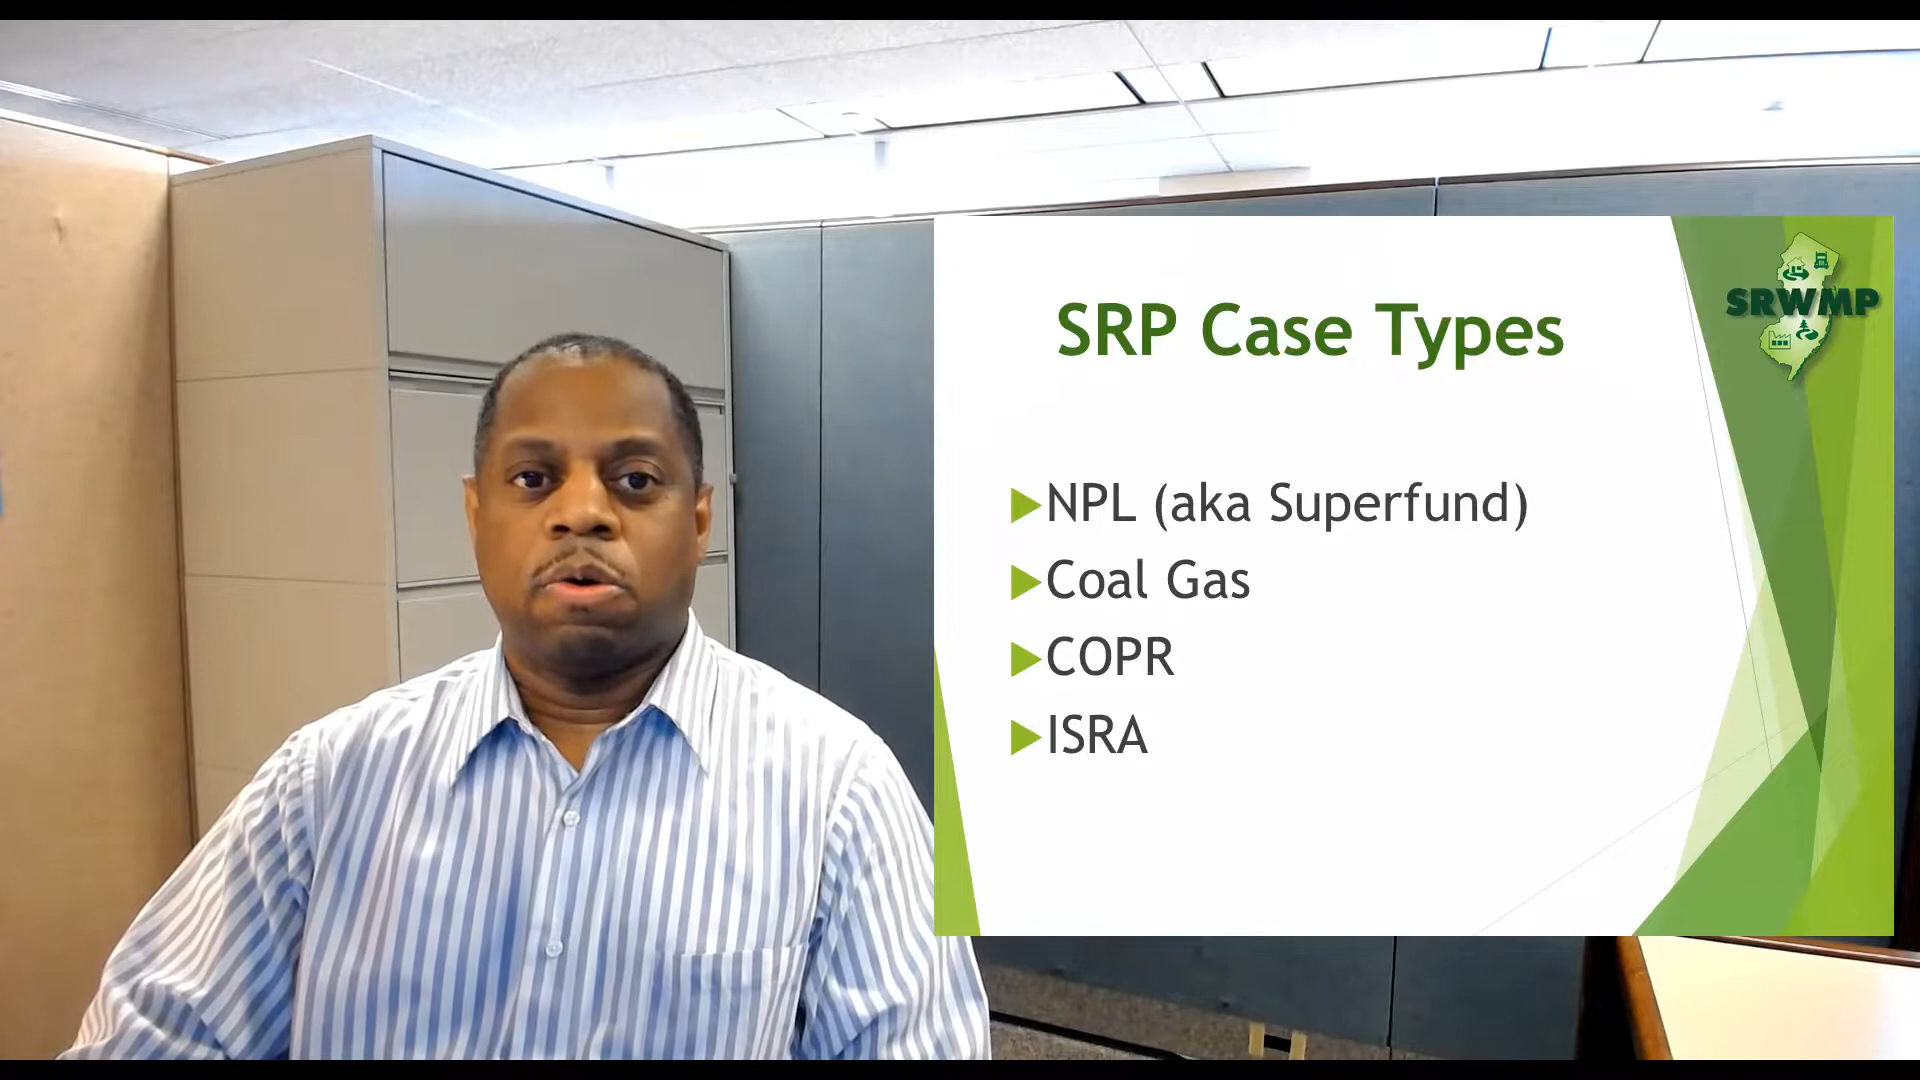 SRP Case Types
SRWMP
NPL (aka Superfund)
Coal Gas
COPR
ISRA